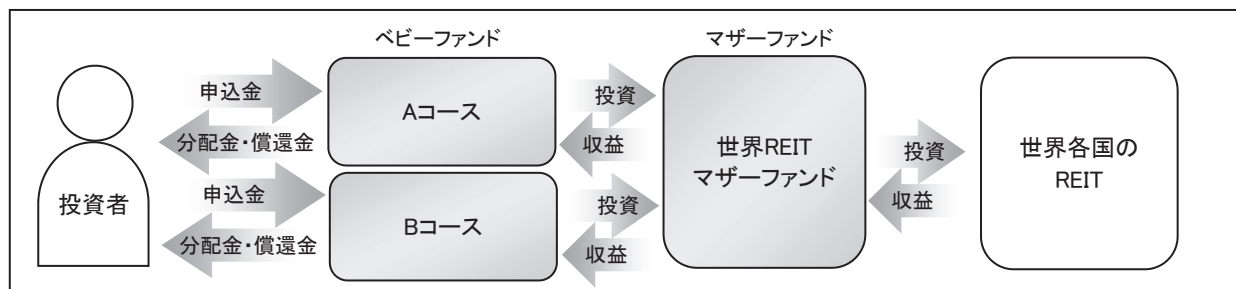 ベビーファンド
マザーファンド
申込金
分配金・償還金
申込金
分配金・償還金
投資者
Aコース
Bコース
投資
収益
投資
収益
世界REIT
マザーファンド
投資
収益
世界各国の
REIT